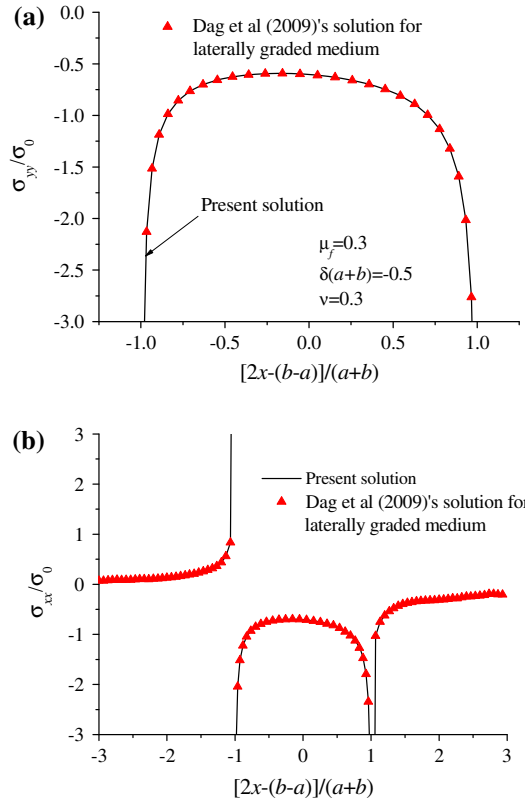 (a)
0.0
-0.5
-1.0
-1.5
-2.0
-2.5
-3.0
σyy/σ0
Dag et al (2009)'s solution for
laterally graded medium
Present solution
μf=0.3
δ(a+b)=-0.5
ν=0.3
-1.0 -0.5 0.0 0.5 1.0
[2x-(b-a)]/(a+b)
(b)
3
2
1
0
-1
-2
-3
σxx/σ0
Present solution
Dag et al (2009)'s solution for
laterally graded medium
-3 -2 -1 0 1 2 3
[2x-(b-a)]/(a+b)